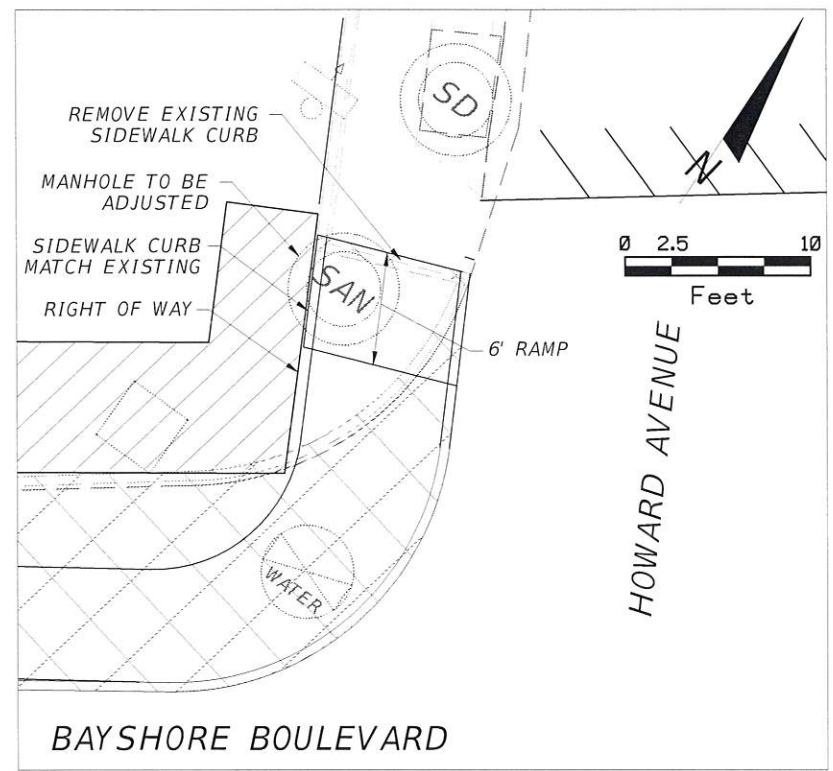 SD
REMOVE EXISTING
SIDEWALK CURB
MANHOLE TO BE
ADJUSTED
SIDEWALK CURB
MATCH EXISTING
RIGHT OF WAY
SAN
N
0 2.5 10
Feet
6' RAMP
HOWARD AVENUE
WATER
BAYSHORE BOULEVARD